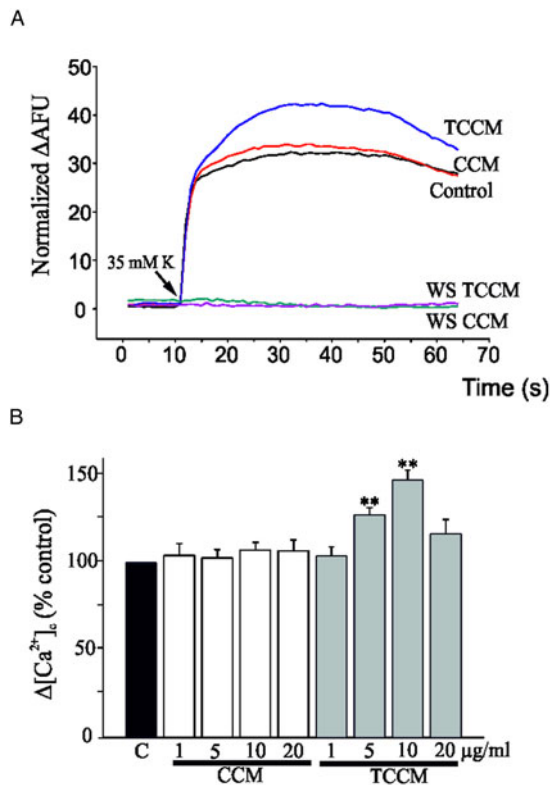 A
Normalized ΔAFU
50
40
30
20
10
0
35 mM K
TCCM
CCM
Control
WS TCCM
WS CCM
0 10 20 30 40 50 60 70
Time (s)
B
Δ[Ca²⁺]c (% control)
150
100
50
0
** **
C 1 5 10 20 1 5 10 20 μg/ml
CCM TCCM